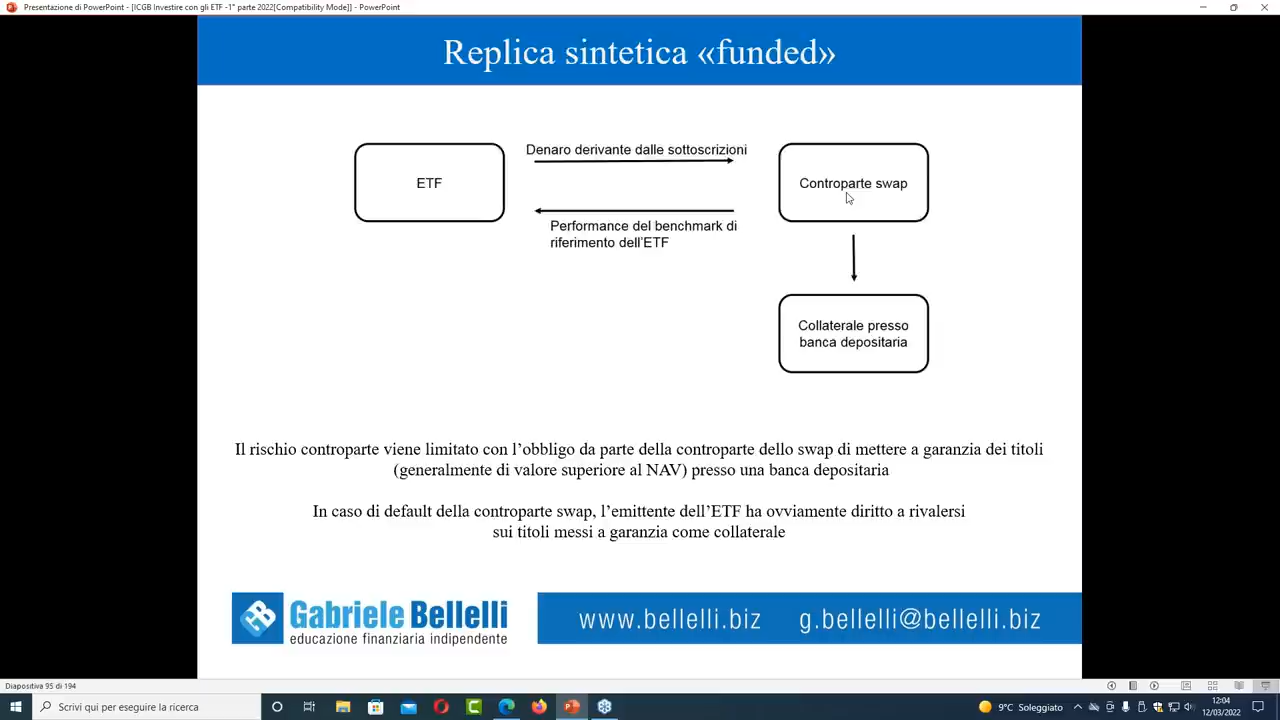 Presentazione di PowerPoint - [ICGB Investire con gli ETF -1° parte 2022[Compatibility Mode]] - PowerPoint
Replica sintetica «funded»
Denaro derivante dalle sottoscrizioni
ETF
Controparte swap
Performance del benchmark di
riferimento dell'ETF
Collaterale presso
banca depositaria
Il rischio controparte viene limitato con l’obbligo da parte della controparte dello swap di mettere a garanzia dei titoli
(generalmente di valore superiore al NAV) presso una banca depositaria
In caso di default della controparte swap, l’emittente dell’ETF ha ovviamente diritto a rivalersi
sui titoli messi a garanzia come collaterale
GB Gabriele Bellelli
educazione finanziaria indipendente
www.bellelli.biz g.bellelli@bellelli.biz
Diapositiva 95 di 194
Scrivi qui per eseguire la ricerca
9°C Soleggiato
12:04
12/03/2022